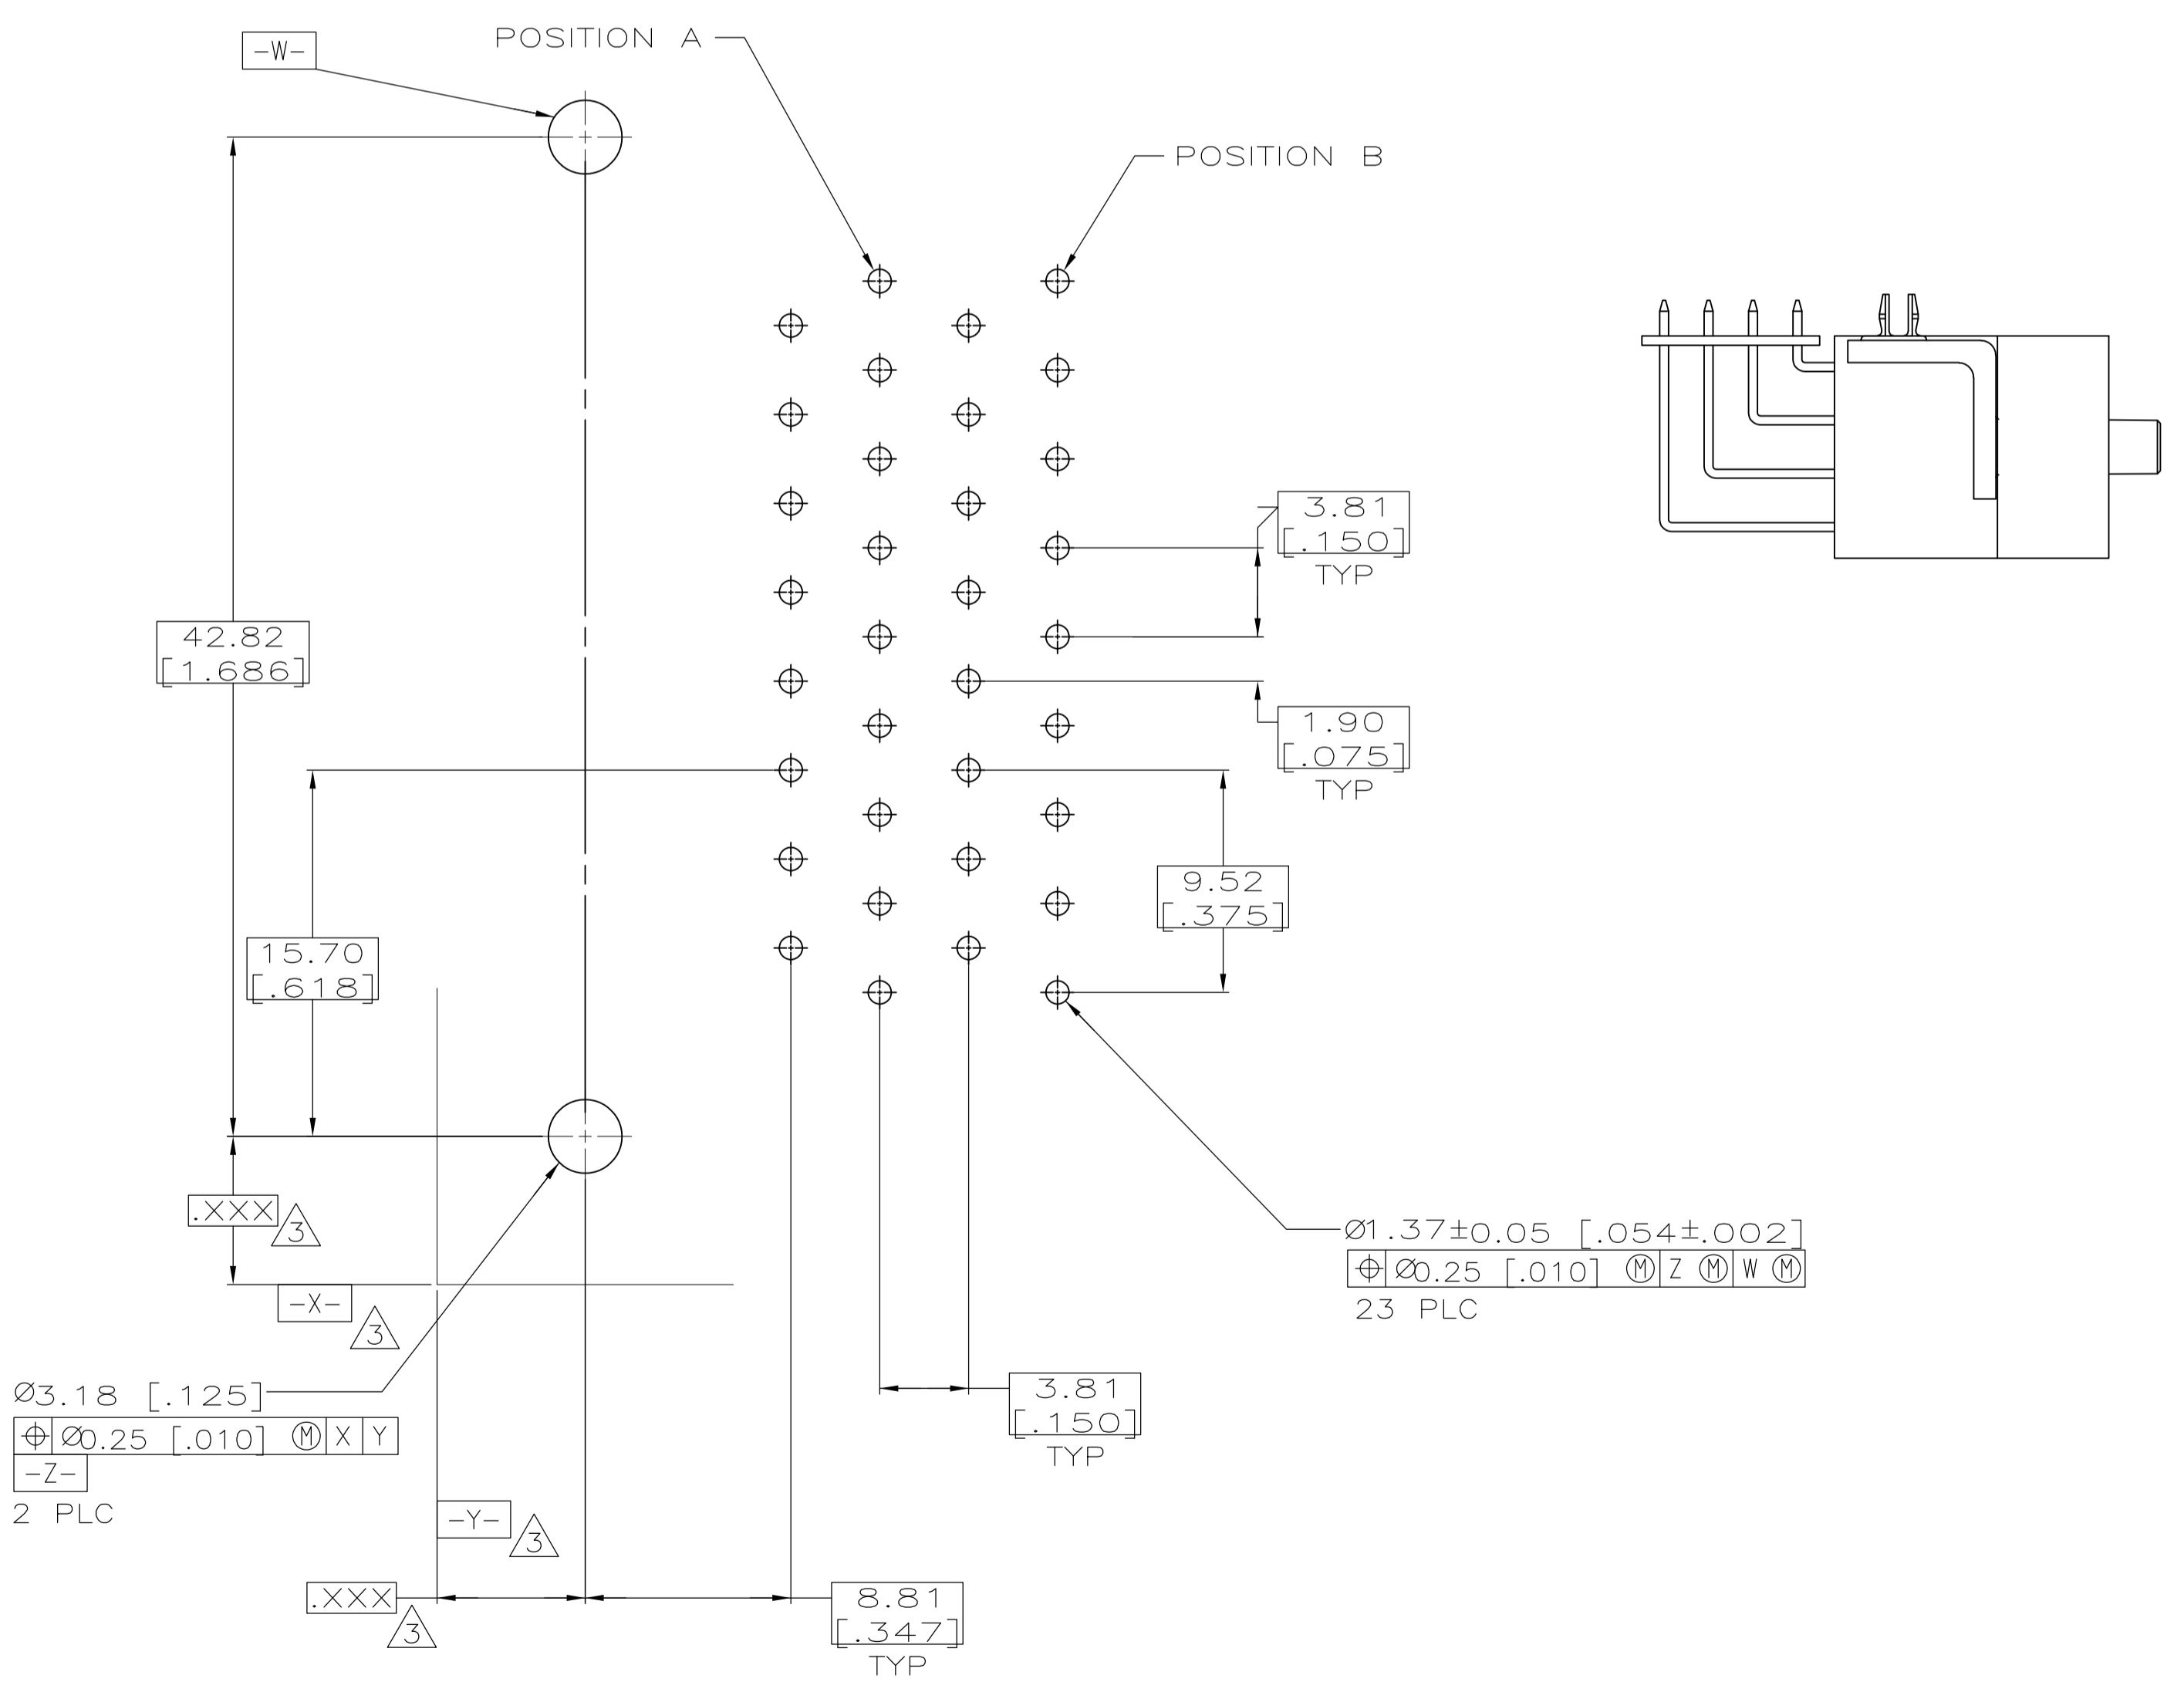 -W-
POSITION A
POSITION B
3.81
[.150]
TYP
42.82
[1.686]
1.90
[.075]
TYP
9.52
[.375]
15.70
[.618]
.XXX
3
-X-
3
Ø1.37±0.05 [.054±.002]
⌖ Ø0.25 [.010] Ⓜ Z Ⓜ W Ⓜ
23 PLC
Ø3.18 [.125]
⌖ Ø0.25 [.010] Ⓜ X Y
-Z-
2 PLC
3.81
[.150]
TYP
-Y-
3
.XXX
3
8.81
[.347]
TYP